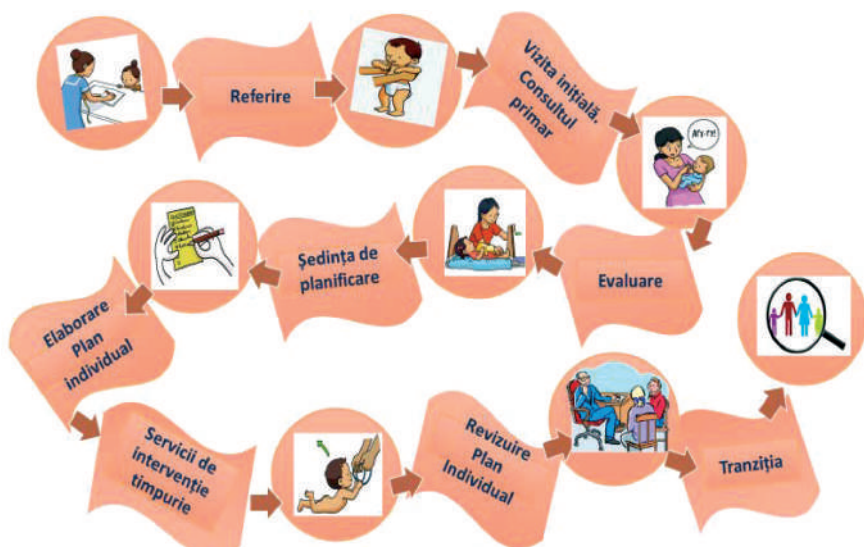 Referire
Vizita inițială.
Consultul
primar
Evaluare
Ședința de
planificare
Elaborare
Plan
individual
Servicii de
intervenție
timpurie
Revizuire
Plan
Individual
Tranziția